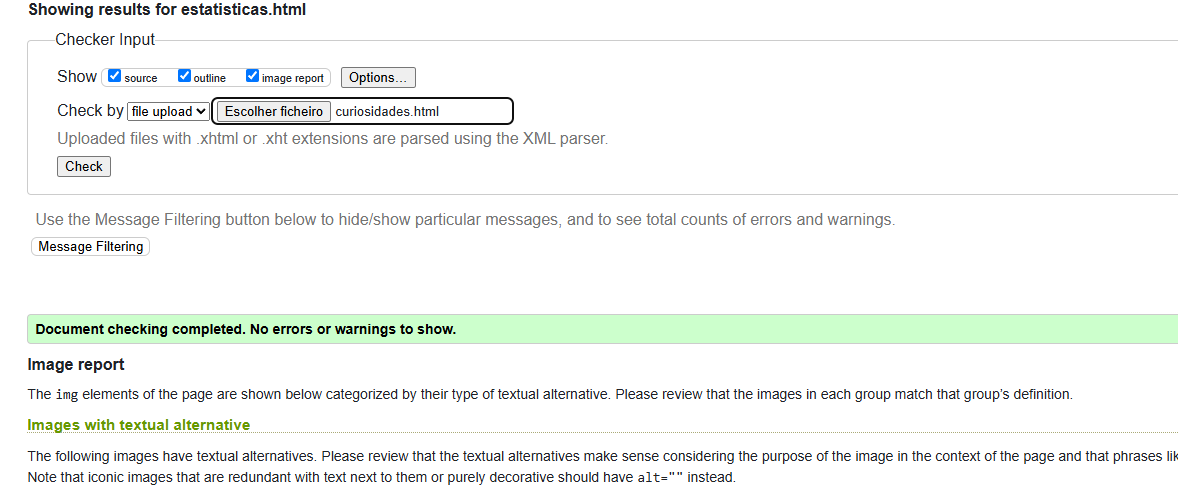 Showing results for estatisticas.html
Checker Input
Show source outline image report Options...
Check by file upload Escolher ficheiro curiosidades.html
Uploaded files with .xhtml or .xht extensions are parsed using the XML parser.
Check
Use the Message Filtering button below to hide/show particular messages, and to see total counts of errors and warnings.
Message Filtering
Document checking completed. No errors or warnings to show.
Image report
The img elements of the page are shown below categorized by their type of textual alternative. Please review that the images in each group match that group's definition.
Images with textual alternative
The following images have textual alternatives. Please review that the textual alternatives make sense considering the purpose of the image in the context of the page and that phrases
Note that iconic images that are redundant with text next to them or purely decorative should have alt="" instead.